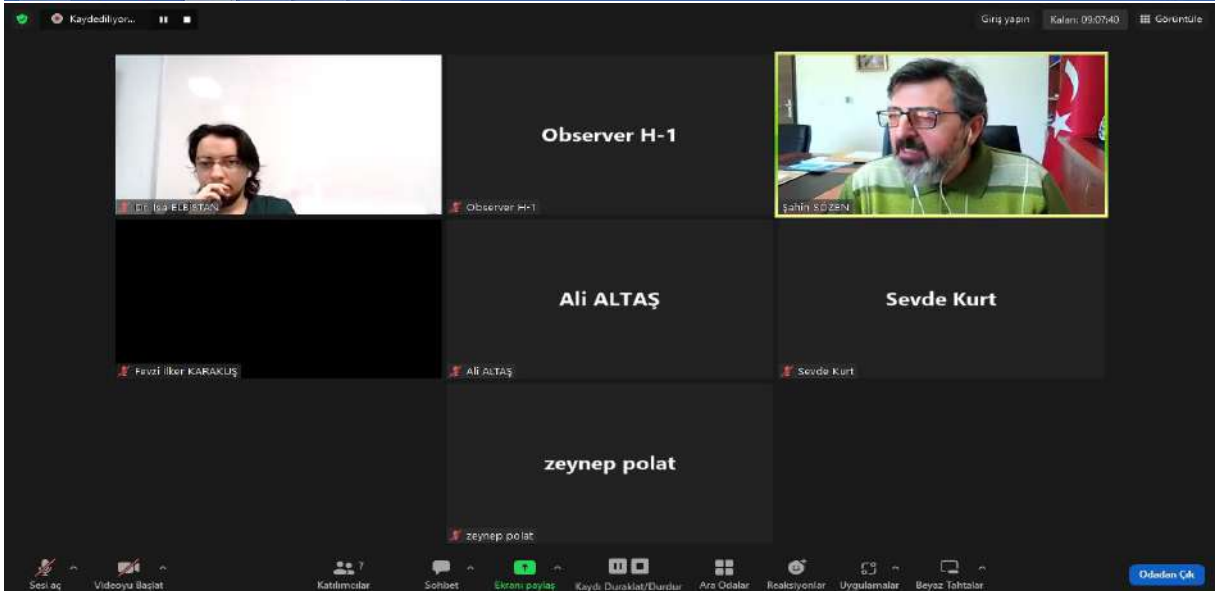 Kaydediliyor...
Giriş yapın
Kalan: 09:07:40
Görüntüle
Dr. Isa ELBISTAN
Observer H-1
Observer H-1
Şahin SÖZEN
Fevzi ilker KARAKUŞ
Ali ALTAŞ
Ali ALTAŞ
Sevde Kurt
Sevde Kurt
zeynep polat
zeynep polat
Sesi aç
Videoyu Başlat
7
Katılımcılar
Sohbet
Ekranı paylaş
Kaydı Duraklat/Durdur
Ara Odalar
Reaksiyonlar
Uygulamalar
Beyaz Tahtalar
Odadan Çık